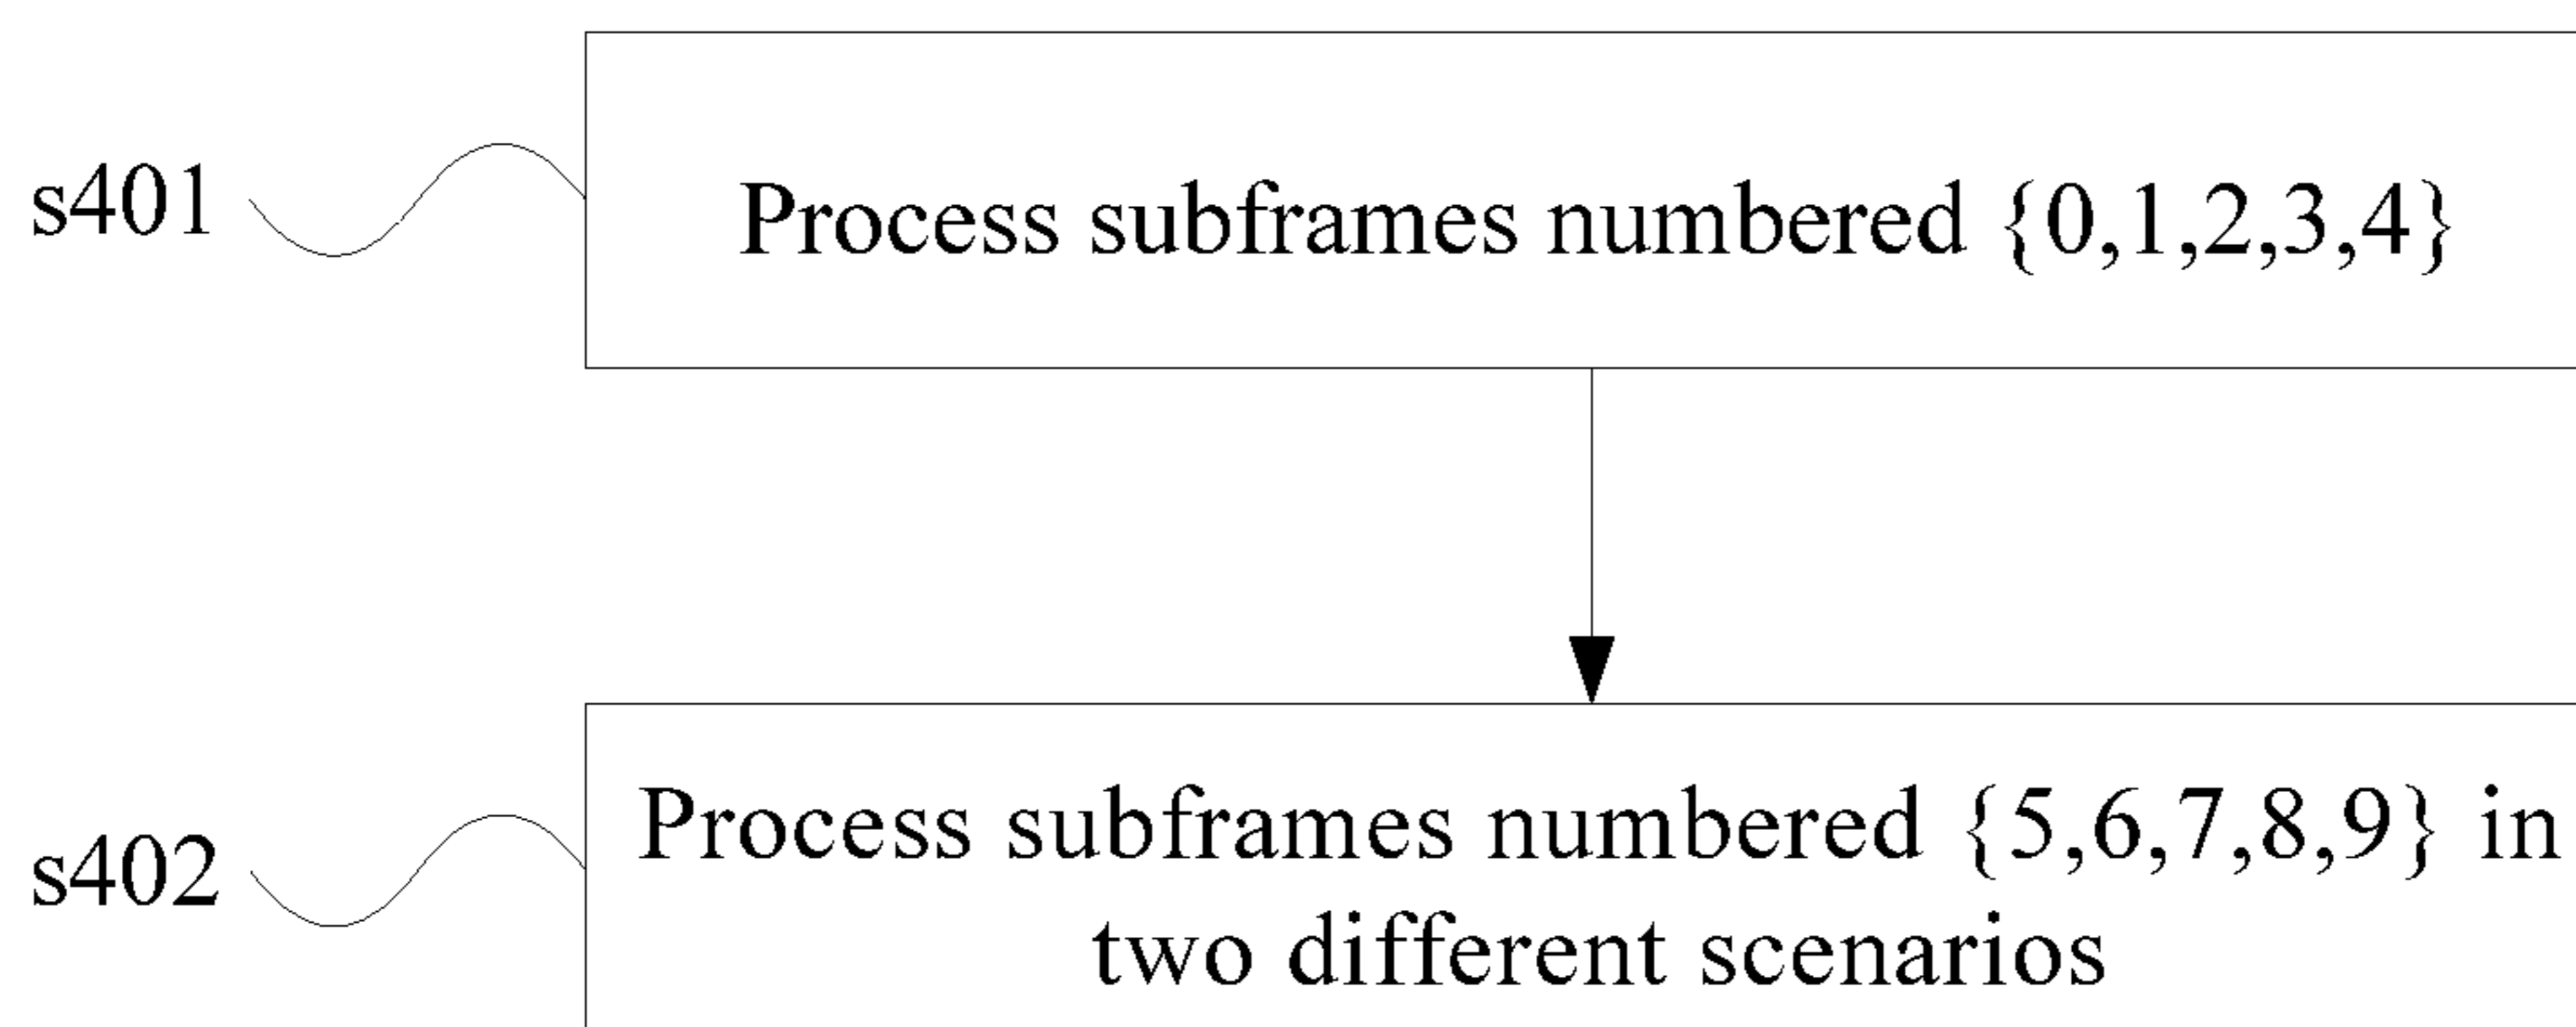 s401
Process subframes numbered {0,1,2,3,4}
s402
Process subframes numbered {5,6,7,8,9} in
two different scenarios